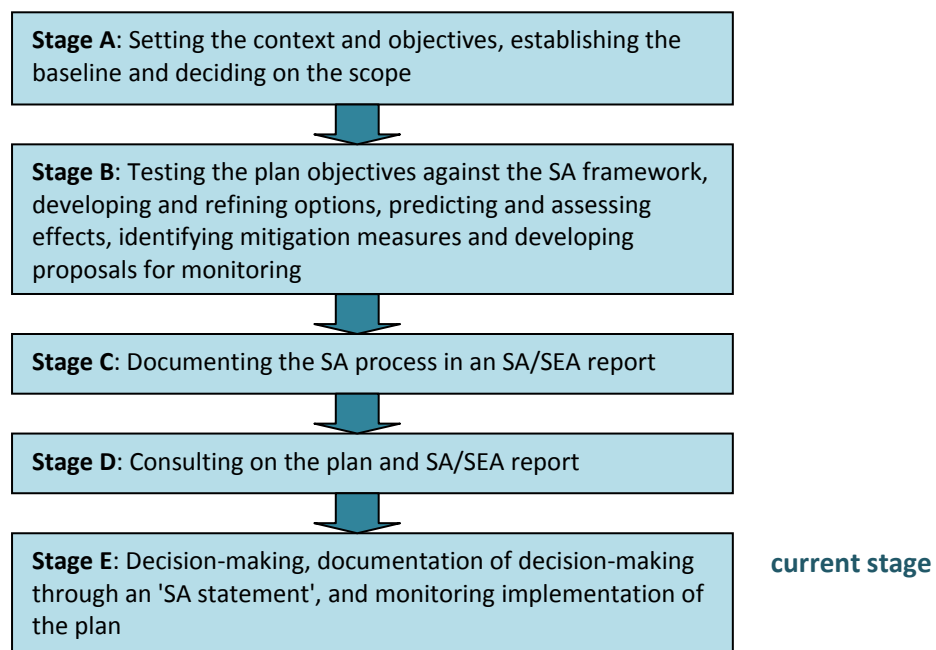 Stage A: Setting the context and objectives, establishing the
baseline and deciding on the scope
Stage B: Testing the plan objectives against the SA framework,
developing and refining options, predicting and assessing
effects, identifying mitigation measures and developing
proposals for monitoring
Stage C: Documenting the SA process in an SA/SEA report
Stage D: Consulting on the plan and SA/SEA report
Stage E: Decision-making, documentation of decision-making
through an 'SA statement', and monitoring implementation of
the plan
current stage